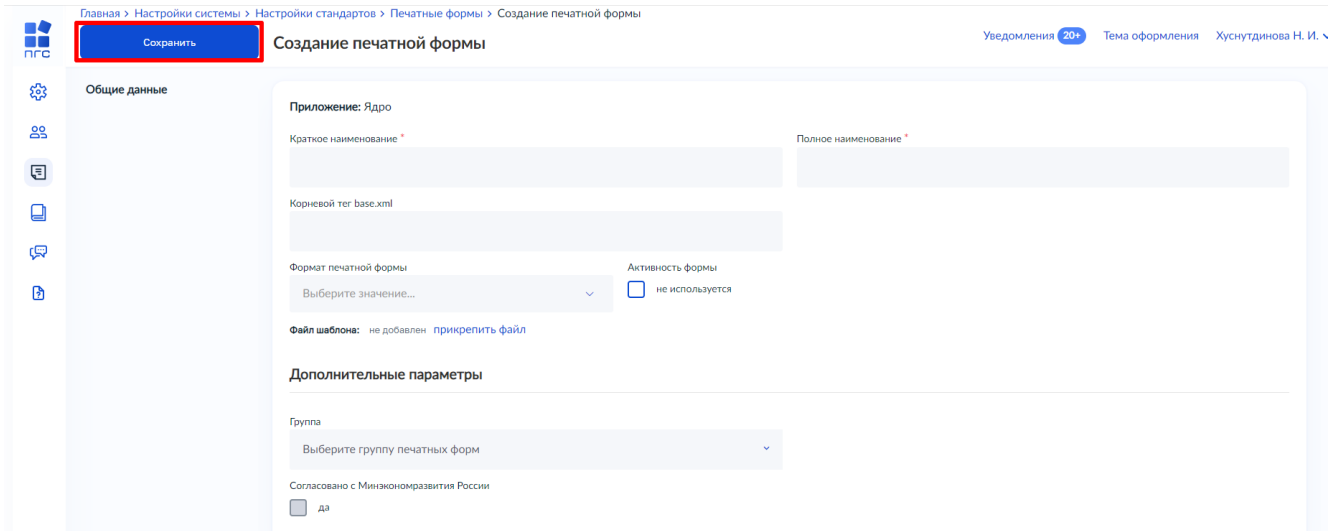 Главная > Настройки системы > Настройки стандартов > Печатные формы > Создание печатной формы
ПГС
Сохранить
Создание печатной формы
Уведомления 20+ Тема оформления Хуснутдинова Н. И.
Общие данные
Приложение: Ядро
Краткое наименование * Полное наименование *
Корневой тег base.xml
Формат печатной формы Активность формы
Выберите значение... не используется
Файл шаблона: не добавлен прикрепить файл
Дополнительные параметры
Группа
Выберите группу печатных форм
Согласовано с Минэкономразвития России
да